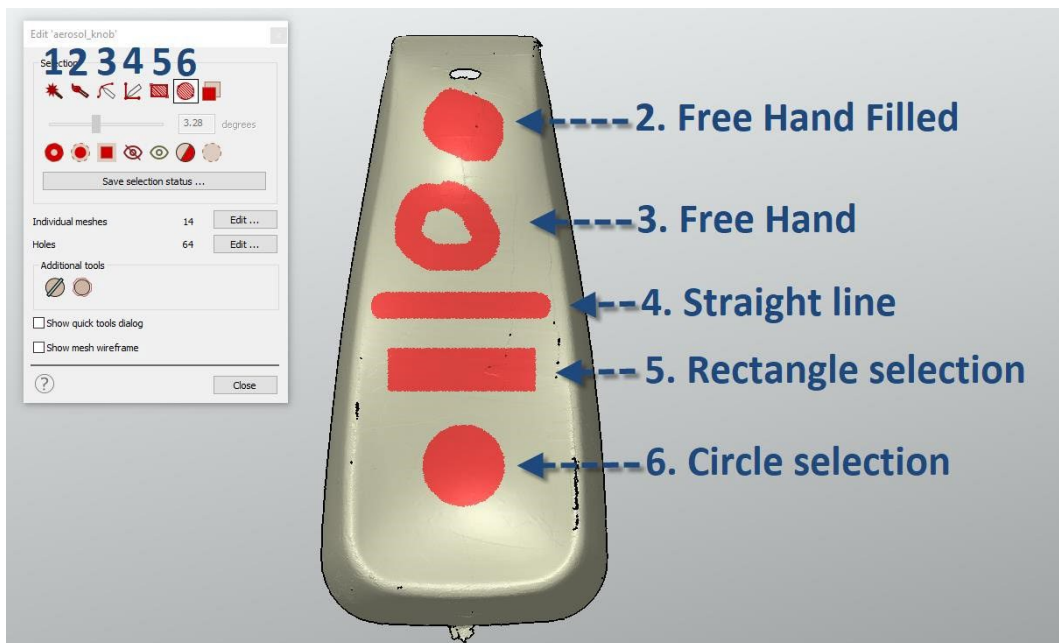 Edit 'aerosol_knob'
Selection
1 2 3 4 5 6
3.28 degrees
Save selection status ...
Individual meshes 14 Edit ...
Holes 64 Edit ...
Additional tools
Show quick tools dialog
Show mesh wireframe
? Close
2. Free Hand Filled
3. Free Hand
4. Straight line
5. Rectangle selection
6. Circle selection